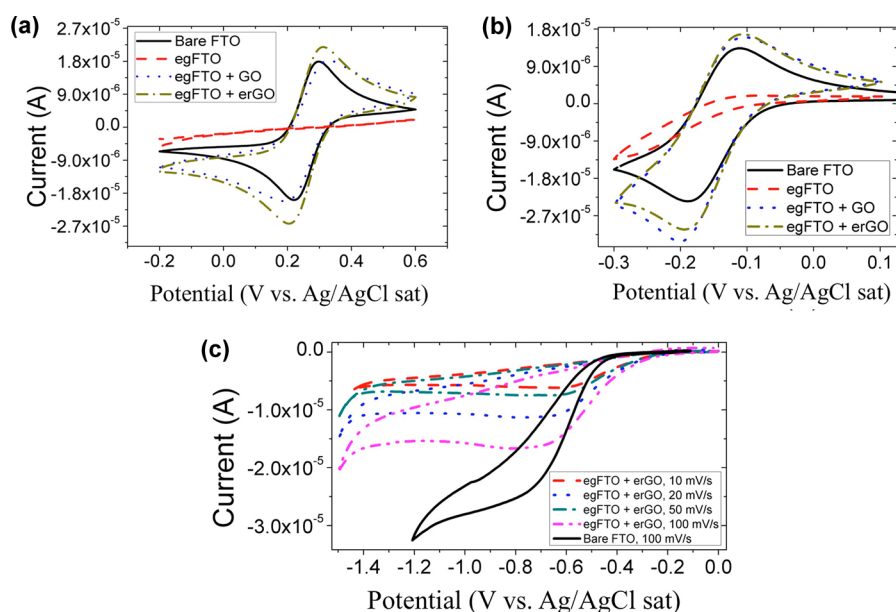 (a)
2.7x10⁻⁵
1.8x10⁻⁵
9.0x10⁻⁶
0.0
-9.0x10⁻⁶
-1.8x10⁻⁵
-2.7x10⁻⁵
Current (A)
Bare FTO
egFTO
egFTO + GO
egFTO + erGO
-0.2 0.0 0.2 0.4 0.6
Potential (V vs. Ag/AgCl sat)
(b)
1.8x10⁻⁵
9.0x10⁻⁶
0.0
-9.0x10⁻⁶
-1.8x10⁻⁵
-2.7x10⁻⁵
Current (A)
Bare FTO
egFTO
egFTO + GO
egFTO + erGO
-0.3 -0.2 -0.1 0.0 0.1
Potential (V vs. Ag/AgCl sat)
(c)
0.0
-1.0x10⁻⁵
-2.0x10⁻⁵
-3.0x10⁻⁵
Current (A)
egFTO + erGO, 10 mV/s
egFTO + erGO, 20 mV/s
egFTO + erGO, 50 mV/s
egFTO + erGO, 100 mV/s
Bare FTO, 100 mV/s
-1.4 -1.2 -1.0 -0.8 -0.6 -0.4 -0.2 0.0
Potential (V vs. Ag/AgCl sat)